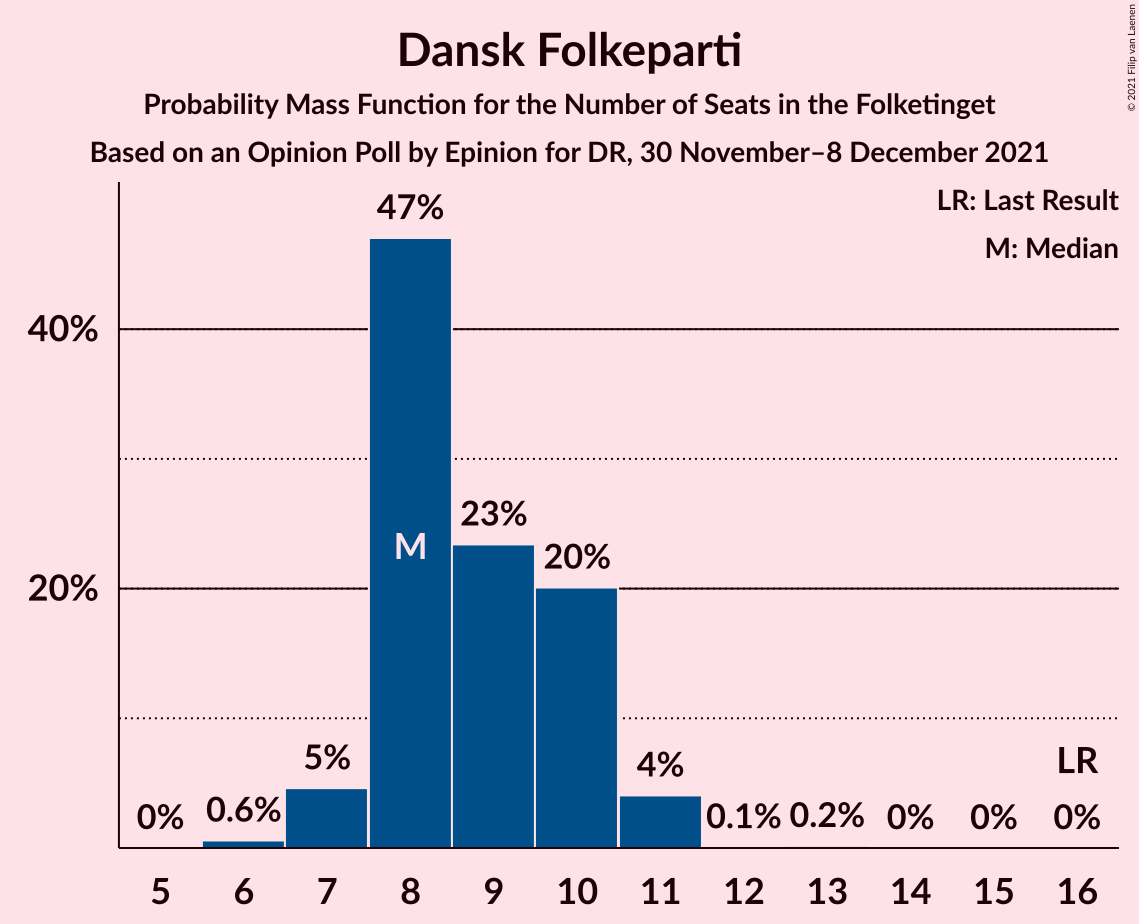 Dansk Folkeparti
Probability Mass Function for the Number of Seats in the Folketinget
Based on an Opinion Poll by Epinion for DR, 30 November–8 December 2021
© 2021 Filip van Laenen
LR: Last Result
M: Median
47%
40%
23%
M
20%
20%
5%
4%
LR
0%
0.6%
0.1%
0.2%
0%
0%
0%
5 6 7 8 9 10 11 12 13 14 15 16